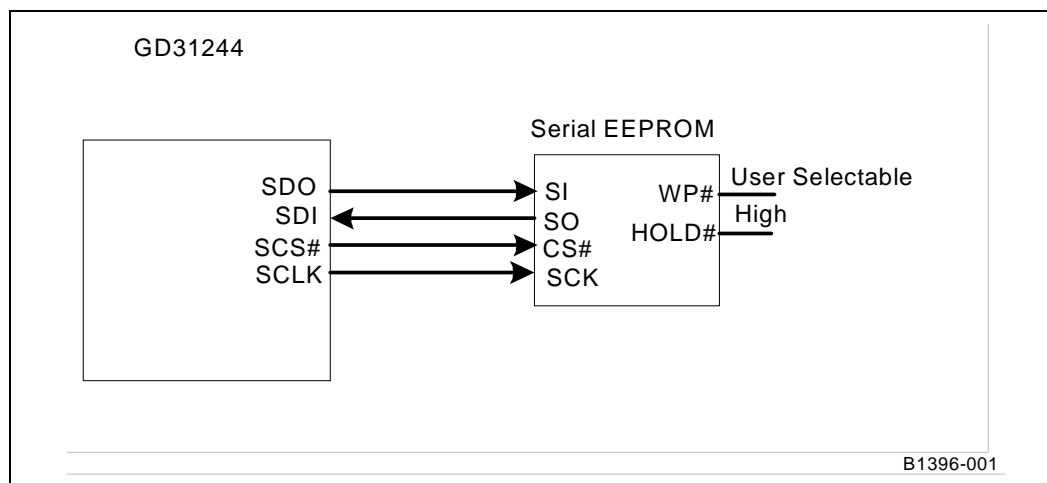 GD31244
Serial EEPROM
SDO
SDI
SCS#
SCLK
SI
SO
CS#
SCK
WP#
HOLD#
User Selectable
High
B1396-001